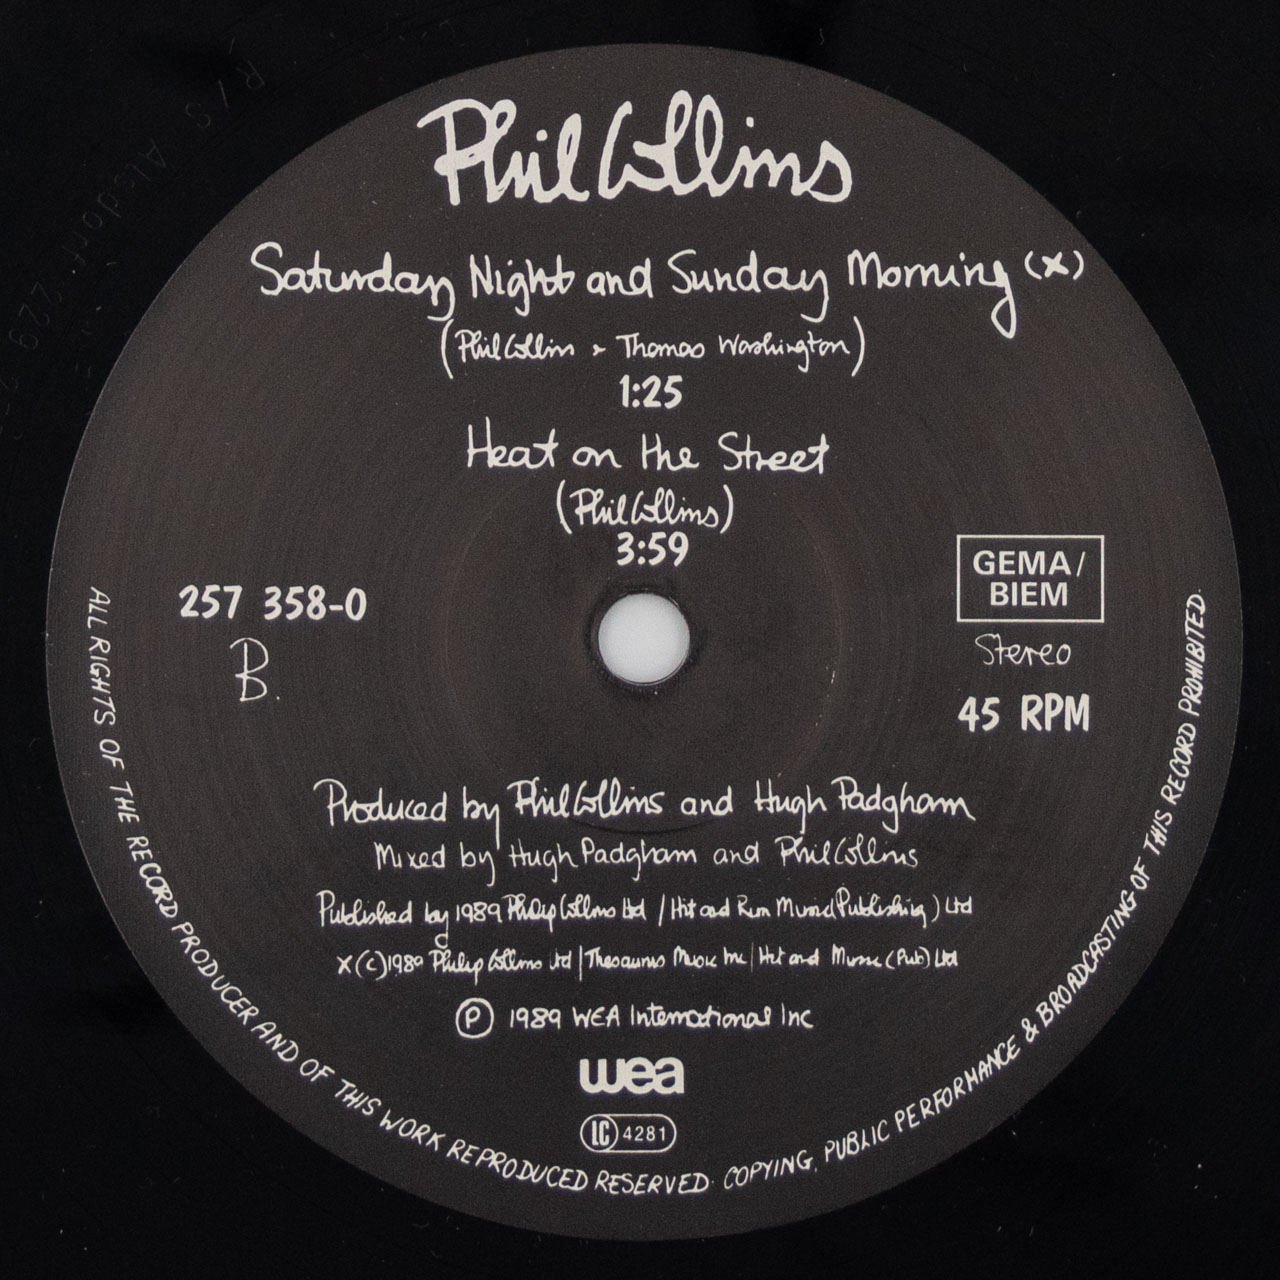 Phil Collins
Saturday Night and Sunday Morning (x)
(Phil Collins & Thomas Washington)
1:25
Heat on the Street
(Phil Collins)
3:59
257 358-0
B.
GEMA/
BIEM
Stereo
45 RPM
Produced by Phil Collins and Hugh Padgham
Mixed by Hugh Padgham and Phil Collins
Published by 1989 Philip Collins Ltd / Hit and Run Music (Publishing) Ltd
X (c) 1989 Philip Collins Ltd | Thesaurus Music Inc | Hit and Music (Pub) Ltd
Ⓟ 1989 WEA International Inc
wea
LC 4281
ALL RIGHTS OF THE RECORD PRODUCER AND OF THIS WORK REPRODUCED RESERVED. COPYING, PUBLIC PERFORMANCE & BROADCASTING OF THIS RECORD PROHIBITED.
R/S Alsdorf 229